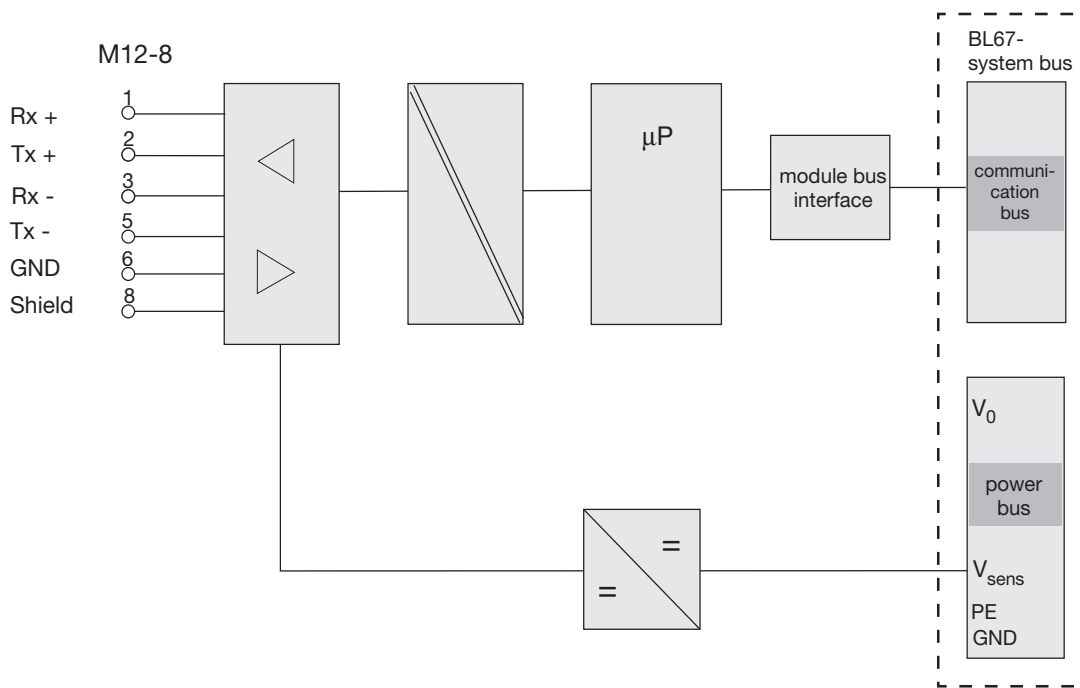 M12-8
Rx +
1
Tx +
2
Rx -
3
Tx -
5
GND
6
Shield
8
μP
module bus
interface
BL67-
system bus
communi-
cation
bus
V0
power
bus
=
=
Vsens
PE
GND